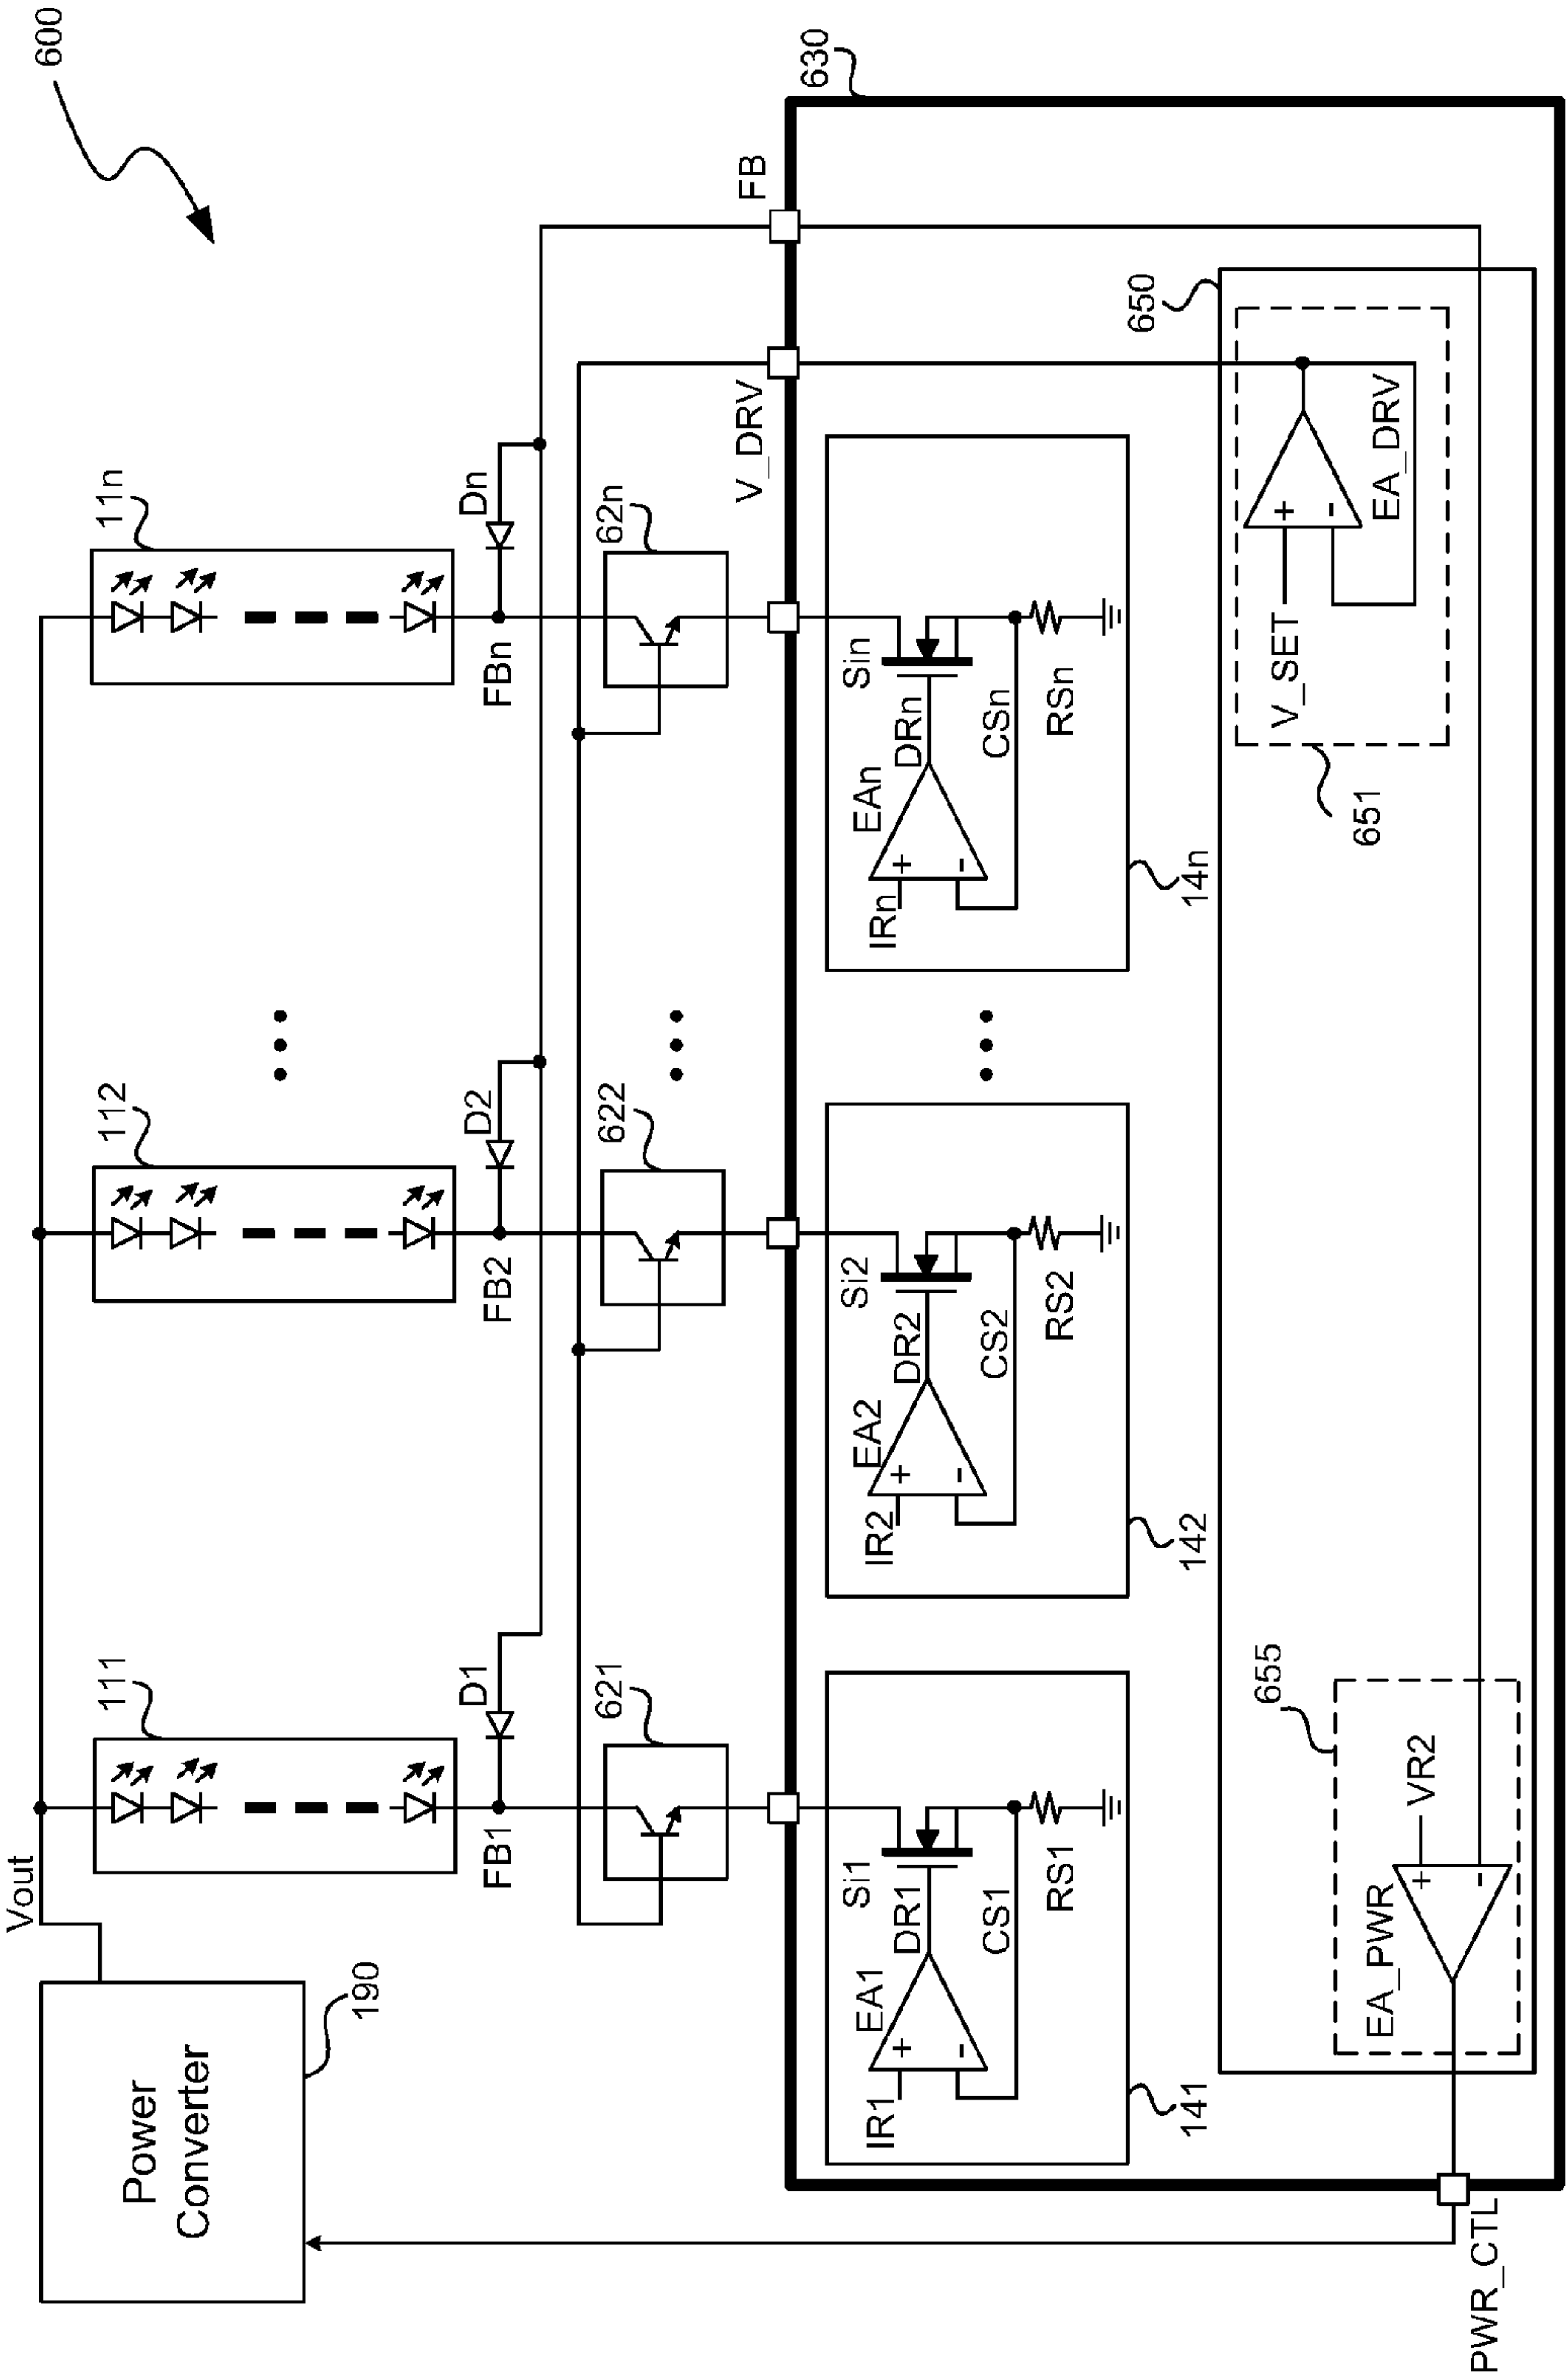 600
Vout
Power
Converter
190
111
112
11n
D1
D2
Dn
FB1
FB2
FBn
621
622
62n
V_DRV
FB
630
EA1
IR1
+
-
DR1
Si1
CS1
RS1
141
EA2
IR2
+
-
DR2
Si2
CS2
RS2
142
EAn
IRn
+
-
DRn
Sin
CSn
RSn
14n
650
655
EA_PWR
+
-
VR2
651
V_SET
+
-
EA_DRV
PWR_CTL